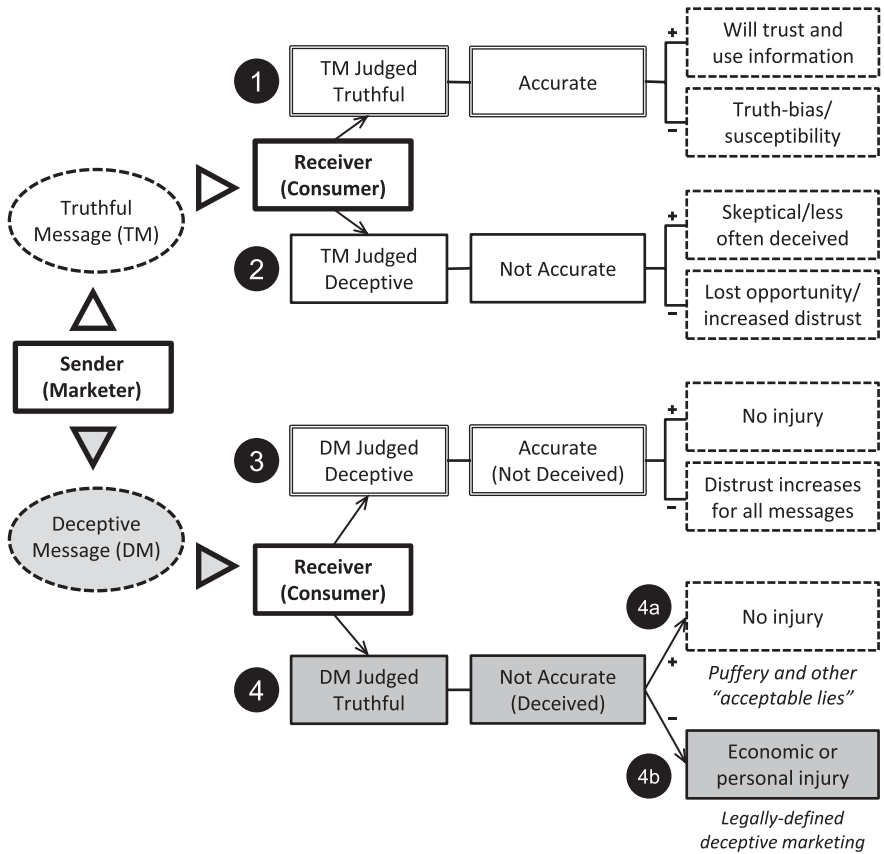 Truthful
Message (TM)
Sender
(Marketer)
Deceptive
Message (DM)
1
TM Judged
Truthful
Accurate
+
Will trust and
use information
–
Truth-bias/
susceptibility
Receiver
(Consumer)
2
TM Judged
Deceptive
Not Accurate
+
Skeptical/less
often deceived
–
Lost opportunity/
increased distrust
3
DM Judged
Deceptive
Accurate
(Not Deceived)
+
No injury
–
Distrust increases
for all messages
Receiver
(Consumer)
4
DM Judged
Truthful
Not Accurate
(Deceived)
4a
+
No injury
Puffery and other
“acceptable lies”
–
4b
Economic or
personal injury
Legally-defined
deceptive marketing